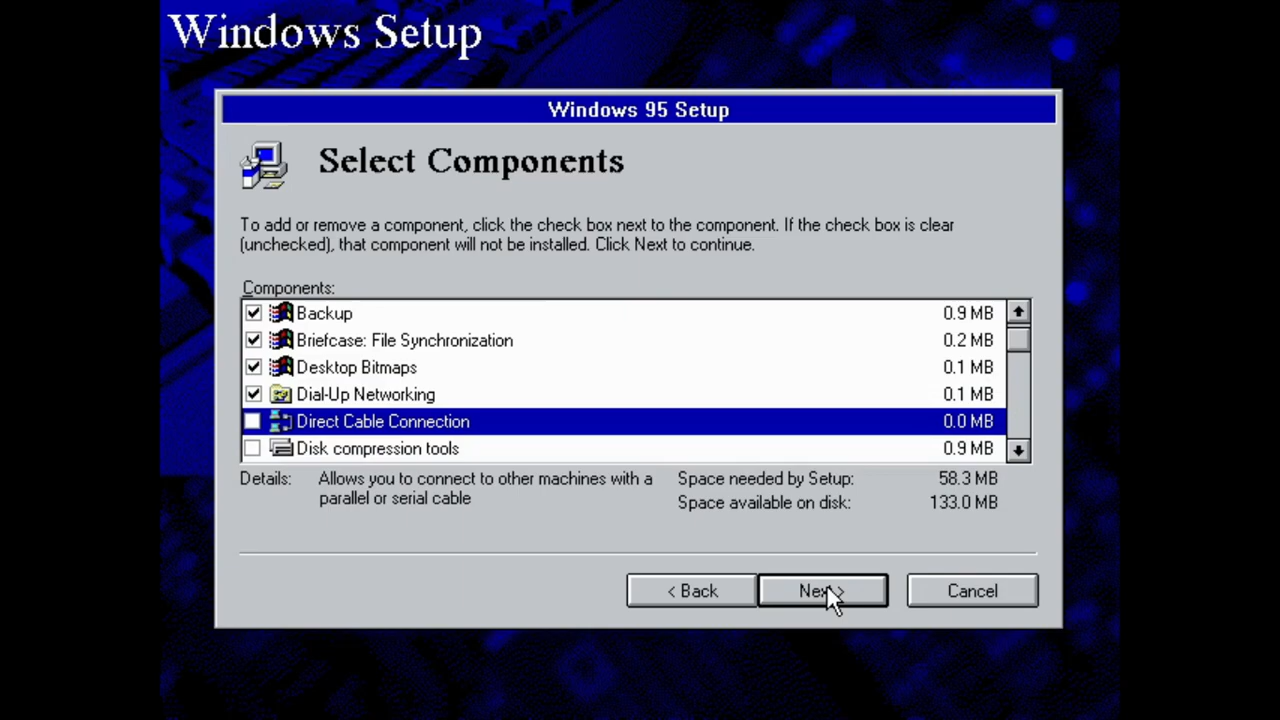 Windows Setup
Windows 95 Setup
Select Components
To add or remove a component, click the check box next to the component. If the check box is clear
(unchecked), that component will not be installed. Click Next to continue.
Components:
Backup 0.9 MB
Briefcase: File Synchronization 0.2 MB
Desktop Bitmaps 0.1 MB
Dial-Up Networking 0.1 MB
Direct Cable Connection 0.0 MB
Disk compression tools 0.9 MB
Details: Allows you to connect to other machines with a Space needed by Setup: 58.3 MB
parallel or serial cable Space available on disk: 133.0 MB
< Back Next > Cancel